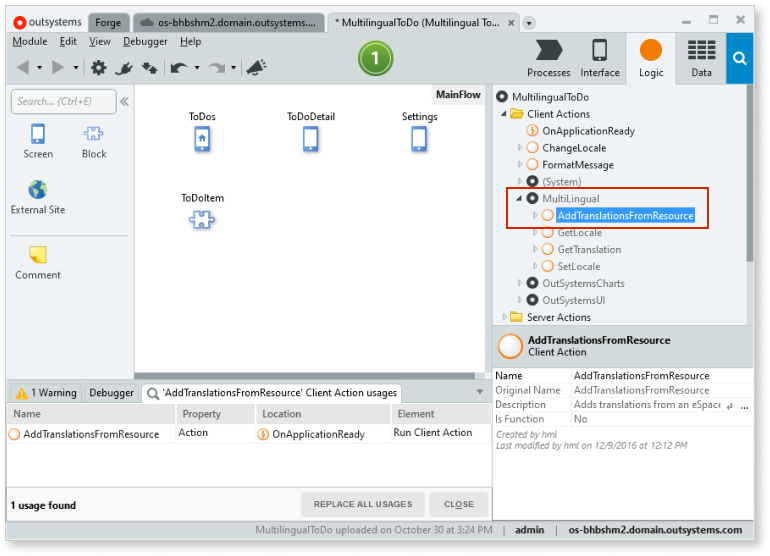 outsystems
Forge
os-bhbshm2.domain.outsystems....
* MultilingualToDo (Multilingual To...
Module Edit View Debugger Help
1
Processes
Interface
Logic
Data
Search... (Ctrl+E)
Screen
Block
External Site
Comment
MainFlow
ToDos
ToDoDetail
Settings
ToDoItem
MultilingualToDo
Client Actions
OnApplicationReady
ChangeLocale
FormatMessage
(System)
MultiLingual
AddTranslationsFromResource
GetLocale
GetTranslation
SetLocale
OutSystemsCharts
OutSystemsUI
Server Actions
AddTranslationsFromResource
Client Action
Name AddTranslationsFromResource
Original Name AddTranslationsFromResource
Description Adds translations from an eSpace ...
Is Function No
Created by hml
Last modified by hml on 12/9/2016 at 12:12 PM
1 Warning
Debugger
'AddTranslationsFromResource' Client Action usages
Name Property Location Element
AddTranslationsFromResource Action OnApplicationReady Run Client Action
1 usage found
REPLACE ALL USAGES
CLOSE
MultilingualToDo uploaded on October 30 at 3:24 PM | admin | os-bhbshm2.domain.outsystems.com